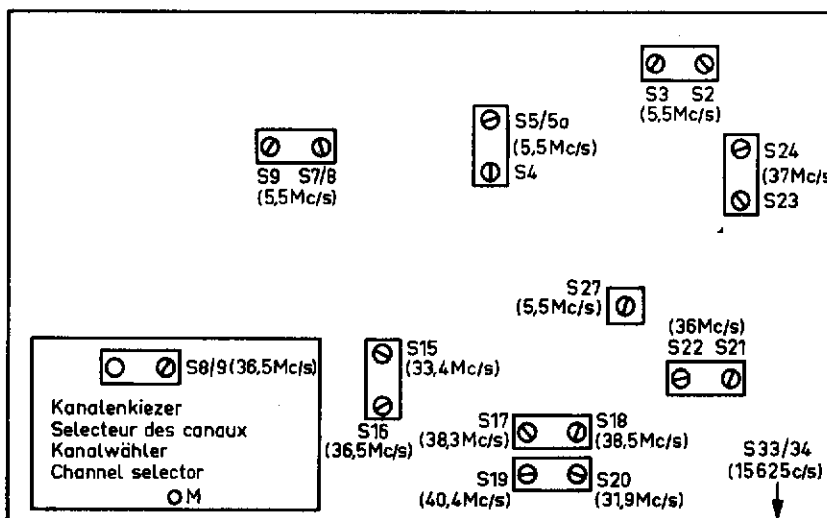 S3 S2
(5,5Mc/s)
S5/5a
(5,5Mc/s)
S4
S9 S7/8
(5,5Mc/s)
S24
(37Mc/s
S23
S27
(5,5Mc/s)
(36Mc/s)
S22 S21
S8/9(36,5Mc/s)
S15
(33,4Mc/s)
S16
(36,5Mc/s)
Kanalenkiezer
Selecteur des canaux
Kanalwähler
Channel selector
M
S17 S18
(38,3Mc/s) (38,5Mc/s)
S19 S20
(40,4Mc/s) (31,9Mc/s)
S33/34
(15625c/s)